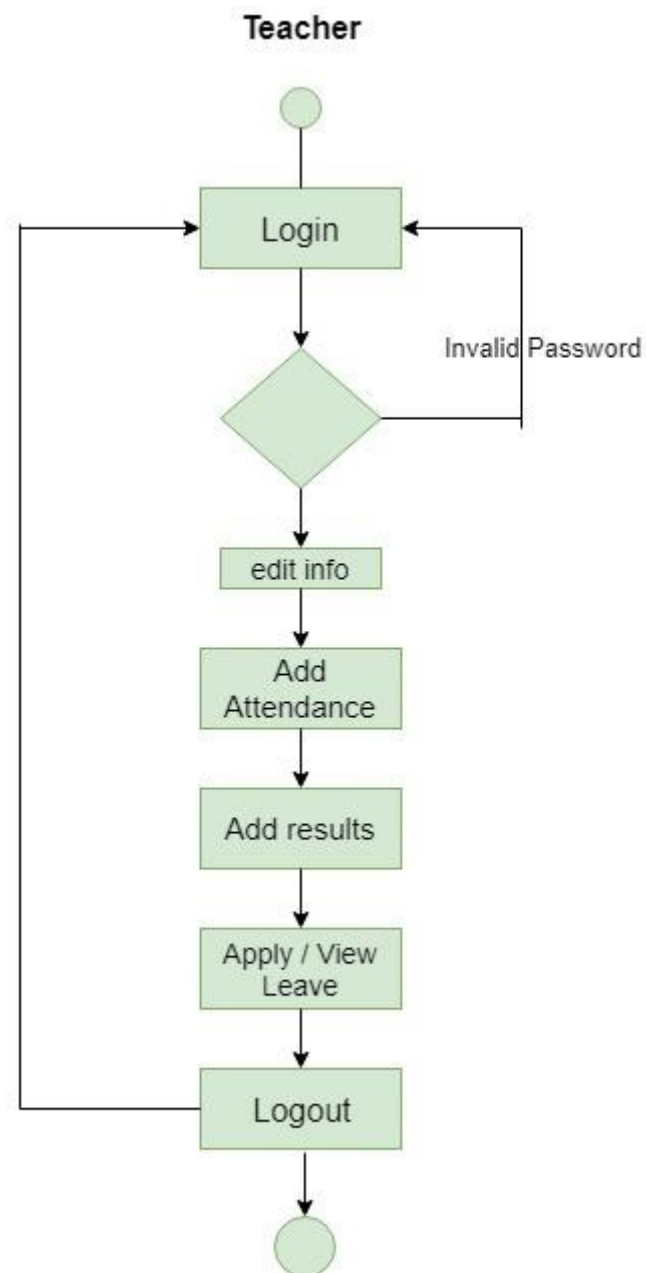 Teacher
Login
Invalid Password
edit info
Add
Attendance
Add results
Apply / View
Leave
Logout